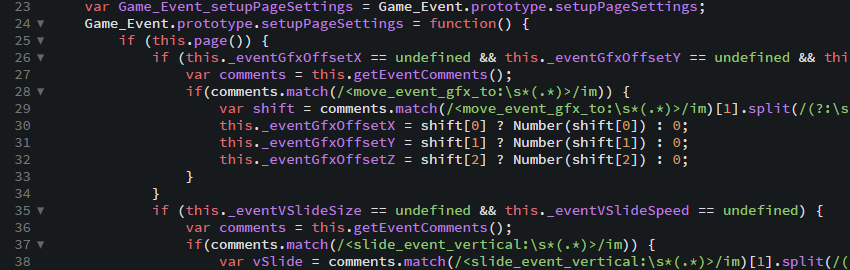 23 var Game_Event_setupPageSettings = Game_Event.prototype.setupPageSettings;
24 Game_Event.prototype.setupPageSettings = function() {
25 if (this.page()) {
26 if (this._eventGfxOffsetX == undefined && this._eventGfxOffsetY == undefined && this
27 var comments = this.getEventComments();
28 if(comments.match(/<move_event_gfx_to:\s*(.*)>/im)) {
29 var shift = comments.match(/<move_event_gfx_to:\s*(.*)>/im)[1].split(/(?:\s
30 this._eventGfxOffsetX = shift[0] ? Number(shift[0]) : 0;
31 this._eventGfxOffsetY = shift[1] ? Number(shift[1]) : 0;
32 this._eventGfxOffsetZ = shift[2] ? Number(shift[2]) : 0;
33 }
34 }
35 if (this._eventVSlideSize == undefined && this._eventVSlideSpeed == undefined) {
36 var comments = this.getEventComments();
37 if(comments.match(/<slide_event_vertical:\s*(.*)>/im)) {
38 var vSlide = comments.match(/<slide_event_vertical:\s*(.*)>/im)[1].split(/(